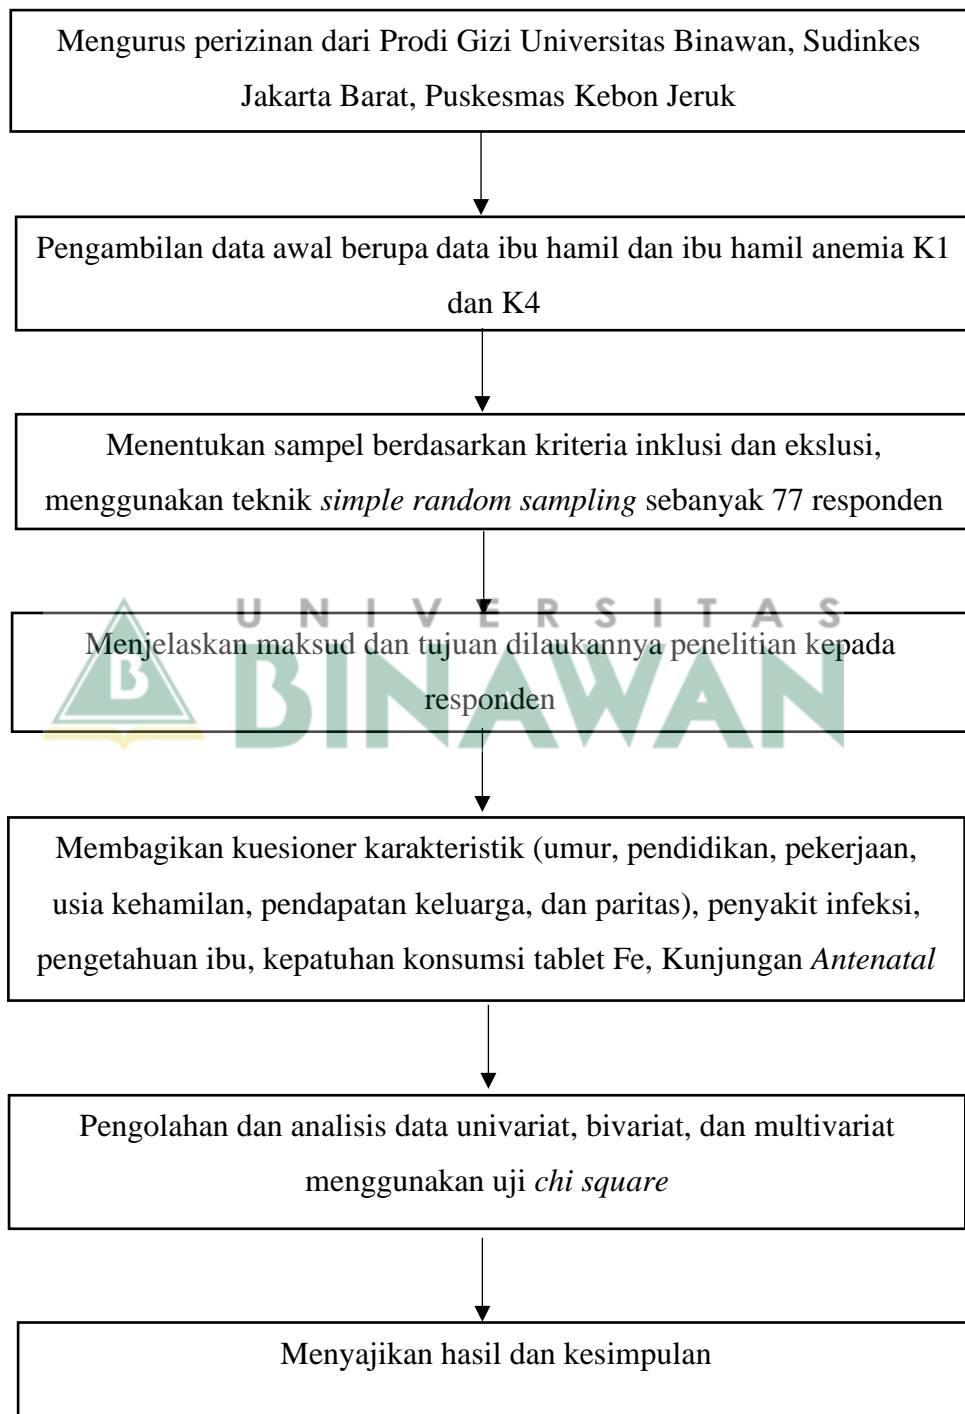 Mengurus perizinan dari Prodi Gizi Universitas Binawan, Sudinkes
Jakarta Barat, Puskesmas Kebon Jeruk
Pengambilan data awal berupa data ibu hamil dan ibu hamil anemia K1
dan K4
Menentukan sampel berdasarkan kriteria inklusi dan ekslusi,
menggunakan teknik simple random sampling sebanyak 77 responden
UNIVERSITAS
Menjelaskan maksud dan tujuan dilaukannya penelitian kepada
B
BINAWAN
responden
Membagikan kuesioner karakteristik (umur, pendidikan, pekerjaan,
usia kehamilan, pendapatan keluarga, dan paritas), penyakit infeksi,
pengetahuan ibu, kepatuhan konsumsi tablet Fe, Kunjungan Antenatal
Pengolahan dan analisis data univariat, bivariat, dan multivariat
menggunakan uji chi square
Menyajikan hasil dan kesimpulan